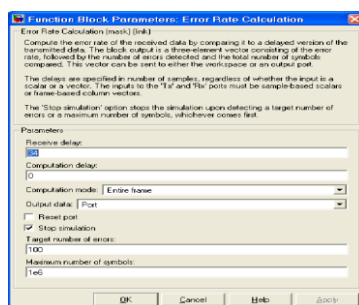 Function Block Parameters: Error Rate Calculation
Error Rate Calculation (mask) (link)
Compute the error rate of the received data by comparing it to a delayed version of the
transmitted data. The block output is a three-element vector consisting of the error
rate, followed by the number of errors detected and the total number of symbols
compared. This vector can be sent to either the workspace or an output port.
The delays are specified in number of samples, regardless of whether the input is a
scalar or a vector. The inputs to the 'Tx' and 'Rx' ports must be sample-based scalars
or frame-based column vectors.
The 'Stop simulation' option stops the simulation upon detecting a target number of
errors or a maximum number of symbols, whichever comes first.
Parameters
Receive delay:
34
Computation delay:
0
Computation mode: Entire frame
Output data: Port
Reset port
Stop simulation
Target number of errors:
100
Maximum number of symbols:
1e6
OK Cancel Help Apply